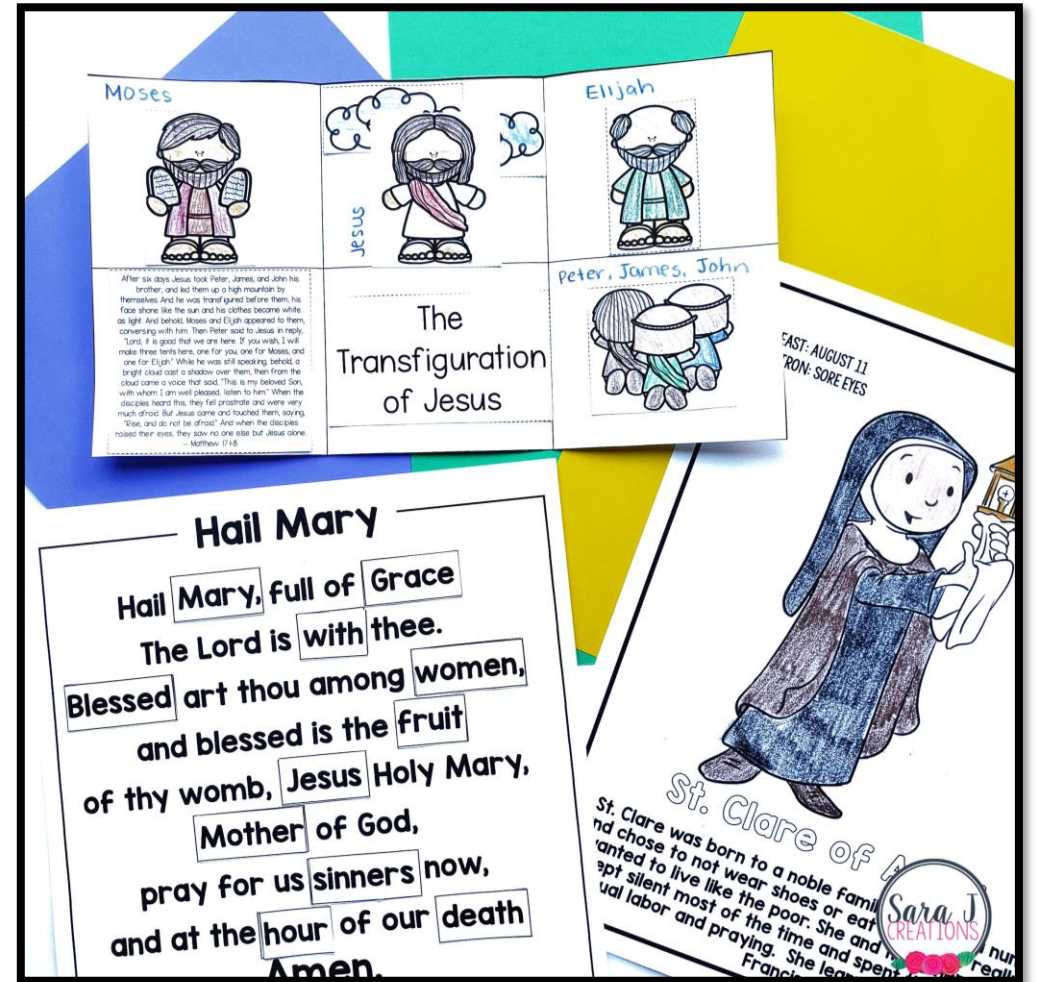 Moses
Jesus
Elijah
After six days Jesus took Peter, James, and John his
brother, and led them up a high mountain by
themselves. And he was transfigured before them, his
face shone like the sun and his clothes became white
as light. And behold, Moses and Elijah appeared to them,
conversing with him. Then Peter said to Jesus in reply,
"Lord, it is good that we are here. If you wish, I will
make three tents here, one for you, one for Moses, and
one for Elijah." While he was still speaking, behold, a
bright cloud cast a shadow over them, then from the
cloud came a voice that said, "This is my beloved Son,
with whom I am well pleased, listen to him." When the
disciples heard this, they fell prostrate and were very
much afraid. But Jesus came and touched them, saying,
"Rise, and do not be afraid." And when the disciples
raised their eyes, they saw no one else but Jesus alone.
- Matthew 17:1-8
The
Transfiguration
of Jesus
Peter, James, John
Hail Mary
Hail Mary, full of Grace
The Lord is with thee.
Blessed art thou among women,
and blessed is the fruit
of thy womb, Jesus Holy Mary,
Mother of God,
pray for us sinners now,
and at the hour of our death
Amen.
EAST: AUGUST 11
RON: SORE EYES
St. Clare of A
St. Clare was born to a noble famil
nd chose to not wear shoes or eat
anted to live like the poor. She and
ept silent most of the time and spent
ual labor and praying. She lear
Franci
Sara J
CREATIONS